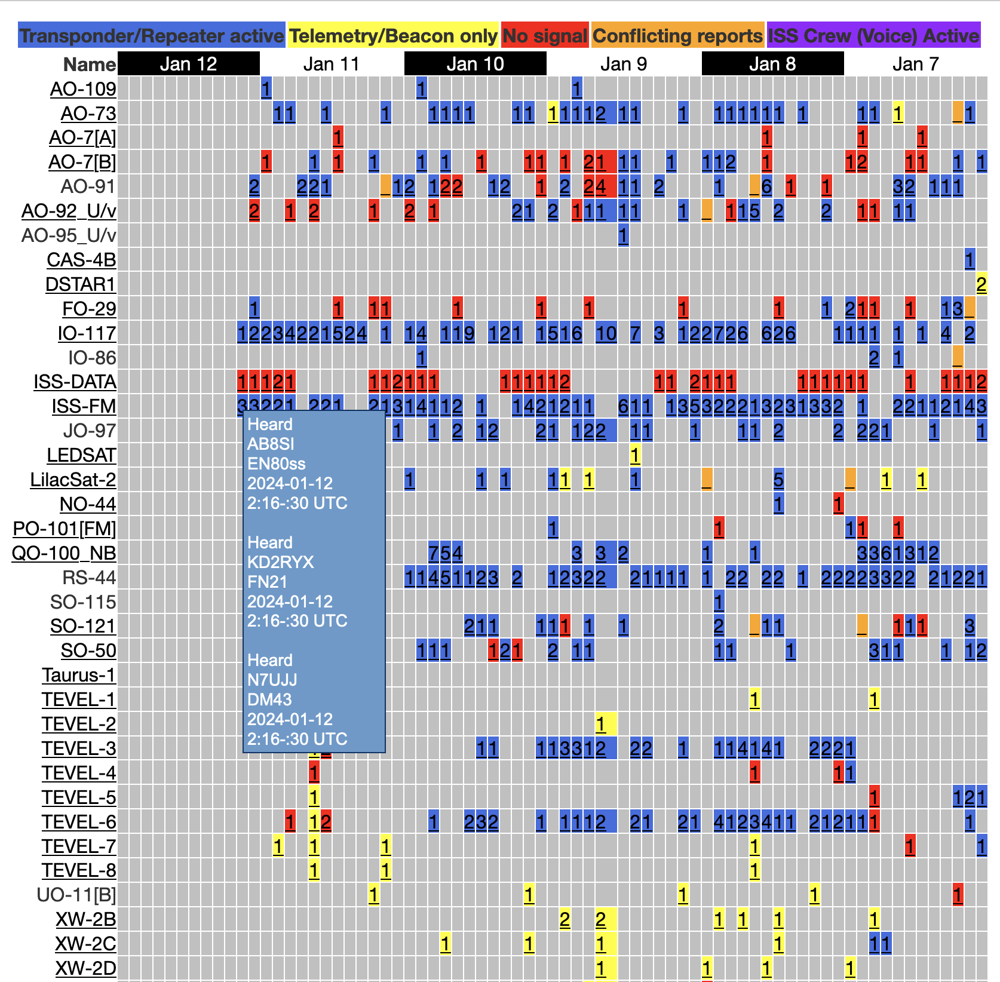 Transponder/Repeater active Telemetry/Beacon only No signal Conflicting reports ISS Crew (Voice) Active
Name Jan 12 Jan 11 Jan 10 Jan 9 Jan 8 Jan 7
AO-109 1 1 1
AO-73 11 1 1 1111 11 11112 11 1 111111 1 11 1 _1
AO-7[A] 1 1 1 1
AO-7[B] 1 1 1 1 1 1 1 11 1 21 11 1 112 1 12 11 1 1
AO-91 2 221 _12 122 12 1 2 24 11 2 1 _6 1 1 32 111
AO-92_U/v 2 1 2 1 2 1 21 2 111 11 1 _ 115 2 2 11 11
AO-95_U/v 1
CAS-4B 1
DSTAR1 2
FO-29 1 1 11 1 1 1 1 1 1 211 1 13_
IO-117 12234221524 1 14 119 121 1516 10 7 3 122726 626 1111 1 1 4 2
IO-86 1 2 1 _
ISS-DATA 11121 112111 111112 11 2111 111111 1 1112
ISS-FM 33221 221 21314112 1 1421211 611 135322213231332 1 22112143
JO-97 1 1 2 12 21 122 11 1 11 2 2 221 1 1
LEDSAT 1
LilacSat-2 1 1 1 11 1 1 _ 5 _ 1 1
NO-44 1 1
PO-101[FM] 1 1 11 1
QO-100_NB 754 3 3 2 1 1 3361312
RS-44 11451123 2 12322 21111 1 22 22 1 22223322 21221
SO-115 1
SO-121 211 111 1 1 2 _11 _ 111 3
SO-50 111 121 2 11 11 1 311 1 12
Taurus-1
TEVEL-1 1 1
TEVEL-2 1
TEVEL-3 11 113312 22 1 114141 2221
TEVEL-4 1 1 11
TEVEL-5 1 1 121
TEVEL-6 1 12 1 232 1 1112 21 21 4123411 212111 1
TEVEL-7 1 1 1 1 1 1
TEVEL-8 1 1 1
UO-11[B] 1 1 1 1 1
XW-2B 2 2 1 1 1 1
XW-2C 1 1 1 1 11
XW-2D 1 1 1 1
Heard
AB8SI
EN80ss
2024-01-12
2:16-:30 UTC
Heard
KD2RYX
FN21
2024-01-12
2:16-:30 UTC
Heard
N7UJJ
DM43
2024-01-12
2:16-:30 UTC